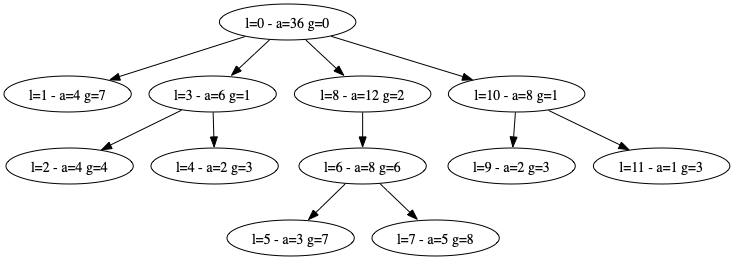 l=0 - a=36 g=0
l=1 - a=4 g=7
l=3 - a=6 g=1
l=8 - a=12 g=2
l=10 - a=8 g=1
l=2 - a=4 g=4
l=4 - a=2 g=3
l=6 - a=8 g=6
l=9 - a=2 g=3
l=11 - a=1 g=3
l=5 - a=3 g=7
l=7 - a=5 g=8